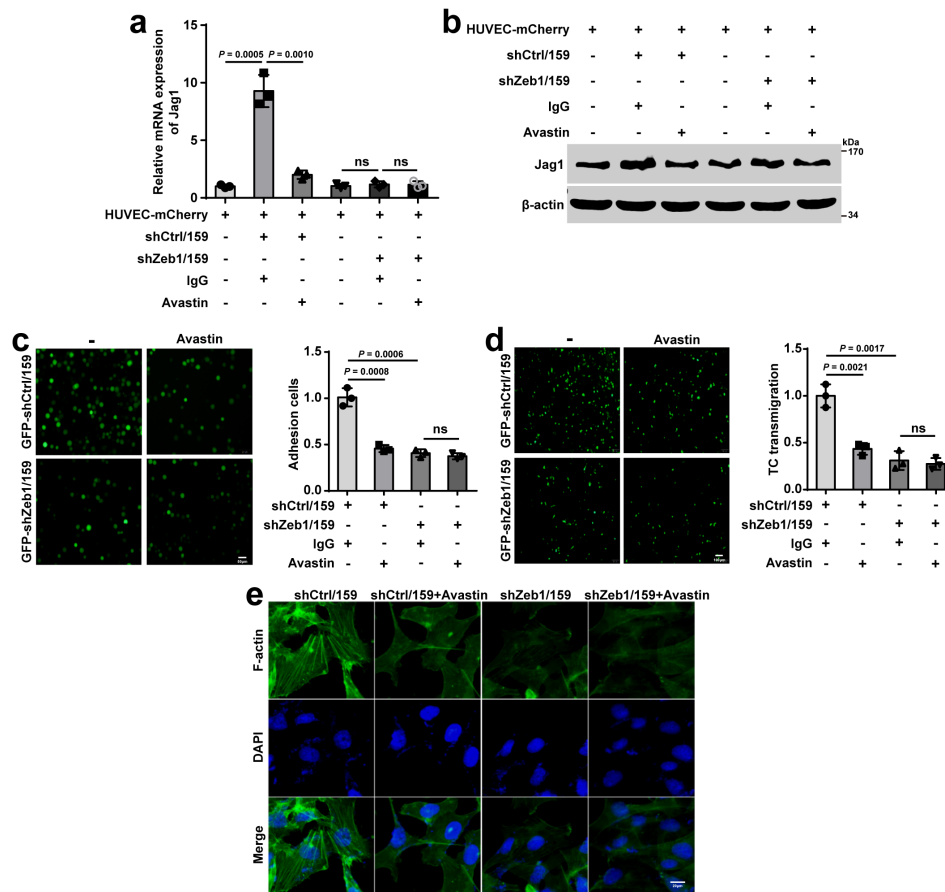 a
Relative mRNA expression
of Jag1
15
10
5
0
P = 0.0005
P = 0.0010
ns
ns
HUVEC-mCherry + + + + + +
shCtrl/159 - + + - - -
shZeb1/159 - - - - + +
IgG - + - - + -
Avastin - - + - - +
b
HUVEC-mCherry + + + + + +
shCtrl/159 - + + - - -
shZeb1/159 - - - - + +
IgG - + - - + -
Avastin - - + - - +
kDa
Jag1
170
β-actin
34
c
- Avastin
GFP-shCtrl/159
GFP-shZeb1/159
Adhesion cells
1.5
1.0
0.5
0.0
P = 0.0006
P = 0.0008
ns
shCtrl/159 + + - -
shZeb1/159 - - + +
IgG + - + -
Avastin - + - +
d
- Avastin
GFP-shCtrl/159
GFP-shZeb1/159
TC transmigration
1.5
1.0
0.5
0.0
P = 0.0017
P = 0.0021
ns
shCtrl/159 + + - -
shZeb1/159 - - + +
IgG + - + -
Avastin - + - +
e
shCtrl/159 shCtrl/159+Avastin shZeb1/159 shZeb1/159+Avastin
F-actin
DAPI
Merge